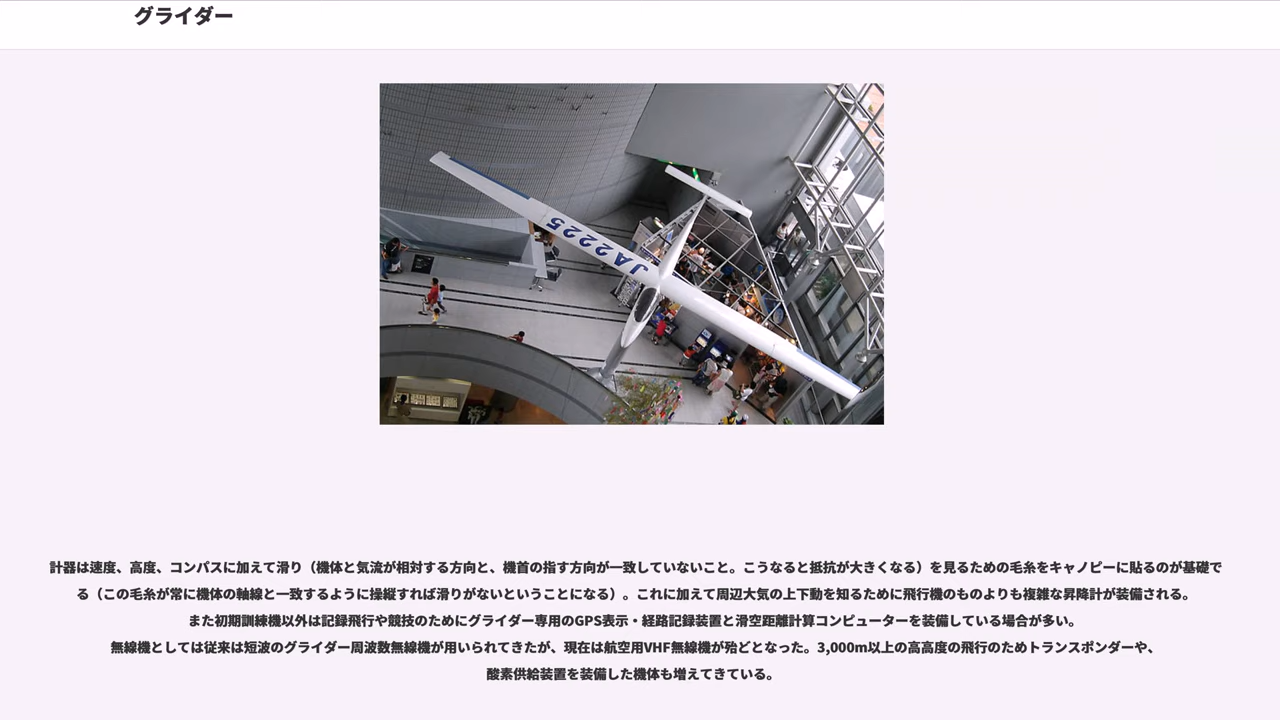 グライダー
JA2225
計器は速度、高度、コンパスに加えて滑り（機体と気流が相対する方向と、機首の指す方向が一致していないこと。こうなると抵抗が大きくなる）を見るための毛糸をキャノピーに貼るのが基礎で
る（この毛糸が常に機体の軸線と一致するように操縦すれば滑りがないということになる）。これに加えて周辺大気の上下動を知るために飛行機のものよりも複雑な昇降計が装備される。
また初期訓練機以外は記録飛行や競技のためにグライダー専用のGPS表示・経路記録装置と滑空距離計算コンピューターを装備している場合が多い。
無線機としては従来は短波のグライダー周波数無線機が用いられてきたが、現在は航空用VHF無線機が殆どとなった。3,000m以上の高高度の飛行のためトランスポンダーや、
酸素供給装置を装備した機体も増えてきている。